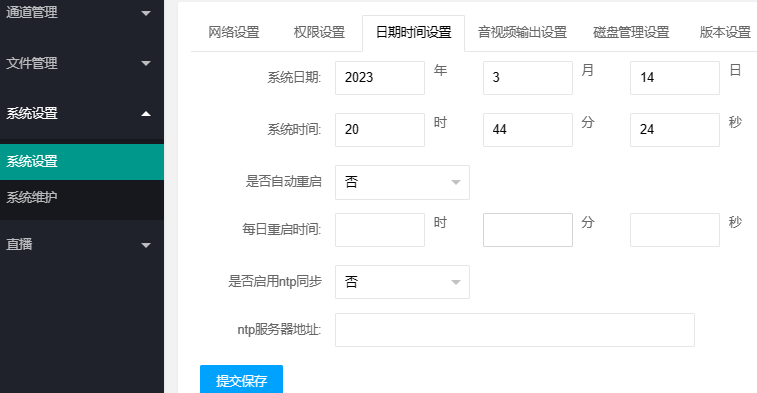 通道管理
文件管理
系统设置
系统设置
系统维护
直播
网络设置 权限设置 日期时间设置 音视频输出设置 磁盘管理设置 版本设置
系统日期: 2023 年 3 月 14 日
系统时间: 20 时 44 分 24 秒
是否自动重启 否
每日重启时间: 时 分 秒
是否启用ntp同步 否
ntp服务器地址:
提交保存